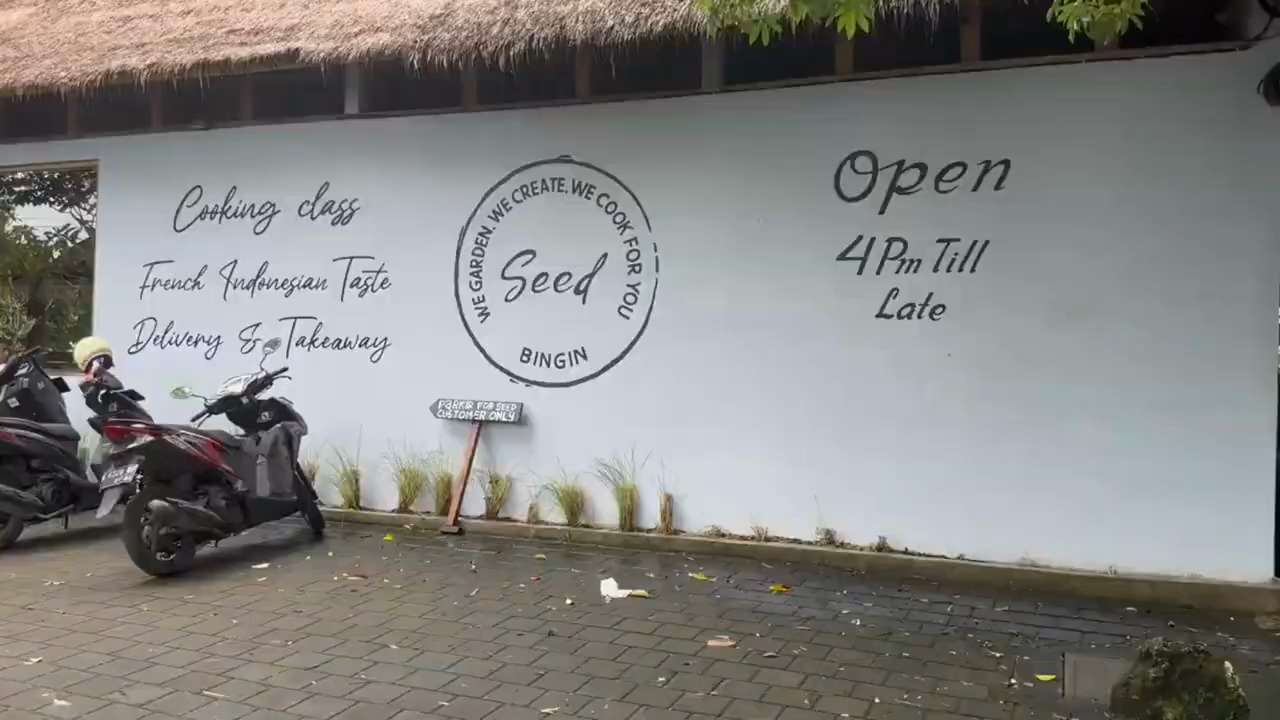 Cooking class
French Indonesian Taste
Delivery & Takeaway
WE GARDEN. WE CREATE. WE COOK FOR YOU
Seed
BINGIN
Open
4Pm Till
Late
PARKIR FOR SEED
CUSTOMER ONLY